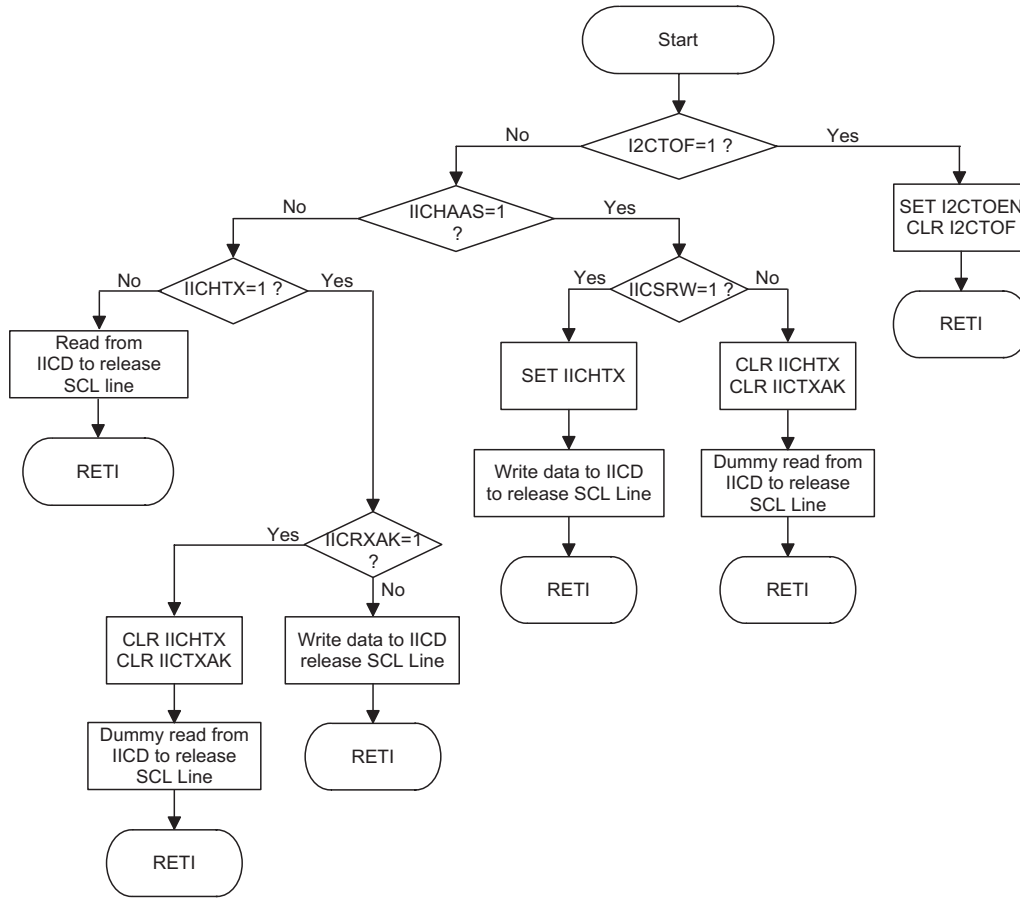 Start
I2CTOF=1 ?
No
Yes
SET I2CTOEN
CLR I2CTOF
RETI
IICHAAS=1
?
No
Yes
IICHTX=1 ?
No
Yes
Read from
IICD to release
SCL line
RETI
IICSRW=1 ?
Yes
No
SET IICHTX
Write data to IICD
to release SCL Line
RETI
CLR IICHTX
CLR IICTXAK
Dummy read from
IICD to release
SCL Line
RETI
IICRXAK=1
?
Yes
No
CLR IICHTX
CLR IICTXAK
Dummy read from
IICD to release
SCL Line
RETI
Write data to IICD
release SCL Line
RETI